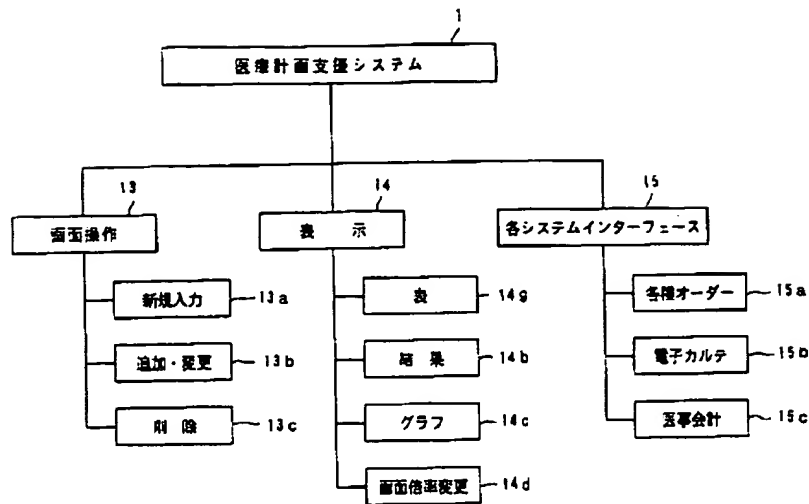 1
医療計画支援システム
13
画面操作
14
表 示
15
各システムインターフェース
新規入力
13a
追加・変更
13b
削 除
13c
表
14g
結 果
14b
グラフ
14c
画面倍率変更
14d
各種オーダー
15a
電子カルテ
15b
医事会計
15c